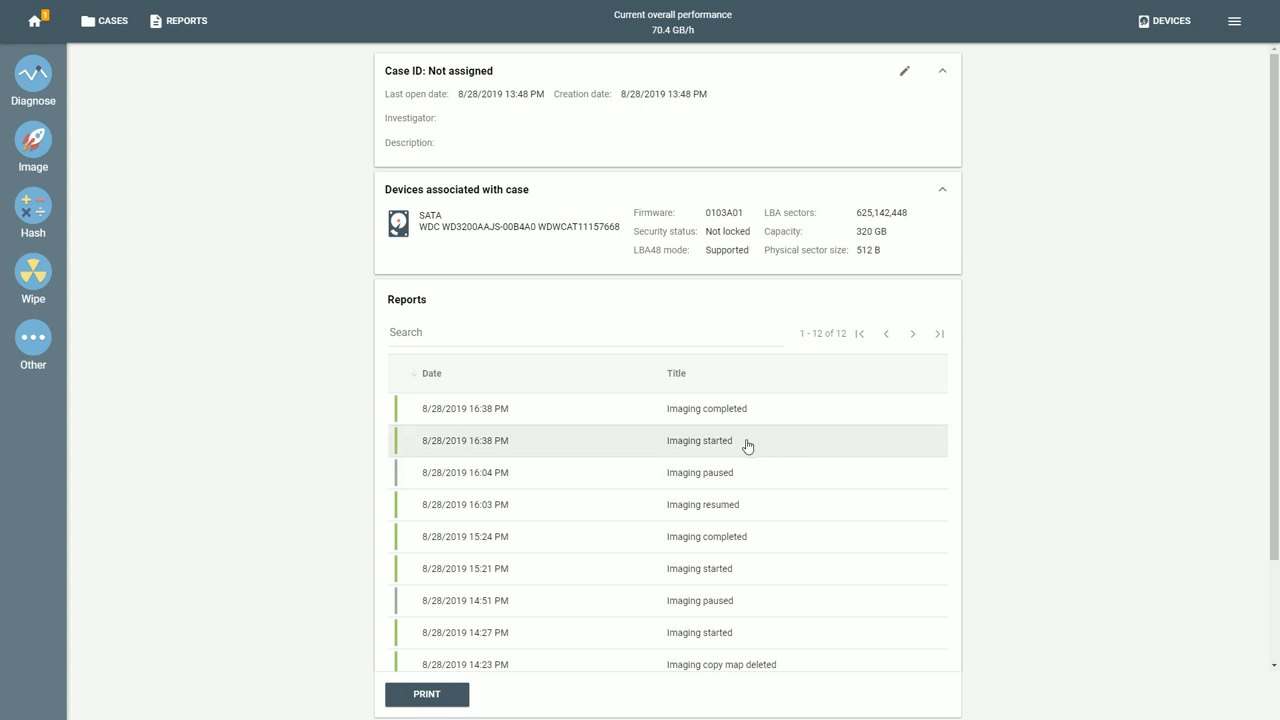 1
CASES
REPORTS
Current overall performance
70.4 GB/h
DEVICES
Diagnose
Image
Hash
Wipe
Other
Case ID: Not assigned
Last open date: 8/28/2019 13:48 PM Creation date: 8/28/2019 13:48 PM
Investigator:
Description:
Devices associated with case
SATA
WDC WD3200AAJS-00B4A0 WDWCAT11157668
Firmware: 0103A01 LBA sectors: 625,142,448
Security status: Not locked Capacity: 320 GB
LBA48 mode: Supported Physical sector size: 512 B
Reports
Search
1 - 12 of 12
Date Title
8/28/2019 16:38 PM Imaging completed
8/28/2019 16:38 PM Imaging started
8/28/2019 16:04 PM Imaging paused
8/28/2019 16:03 PM Imaging resumed
8/28/2019 15:24 PM Imaging completed
8/28/2019 15:21 PM Imaging started
8/28/2019 14:51 PM Imaging paused
8/28/2019 14:27 PM Imaging started
8/28/2019 14:23 PM Imaging copy map deleted
PRINT